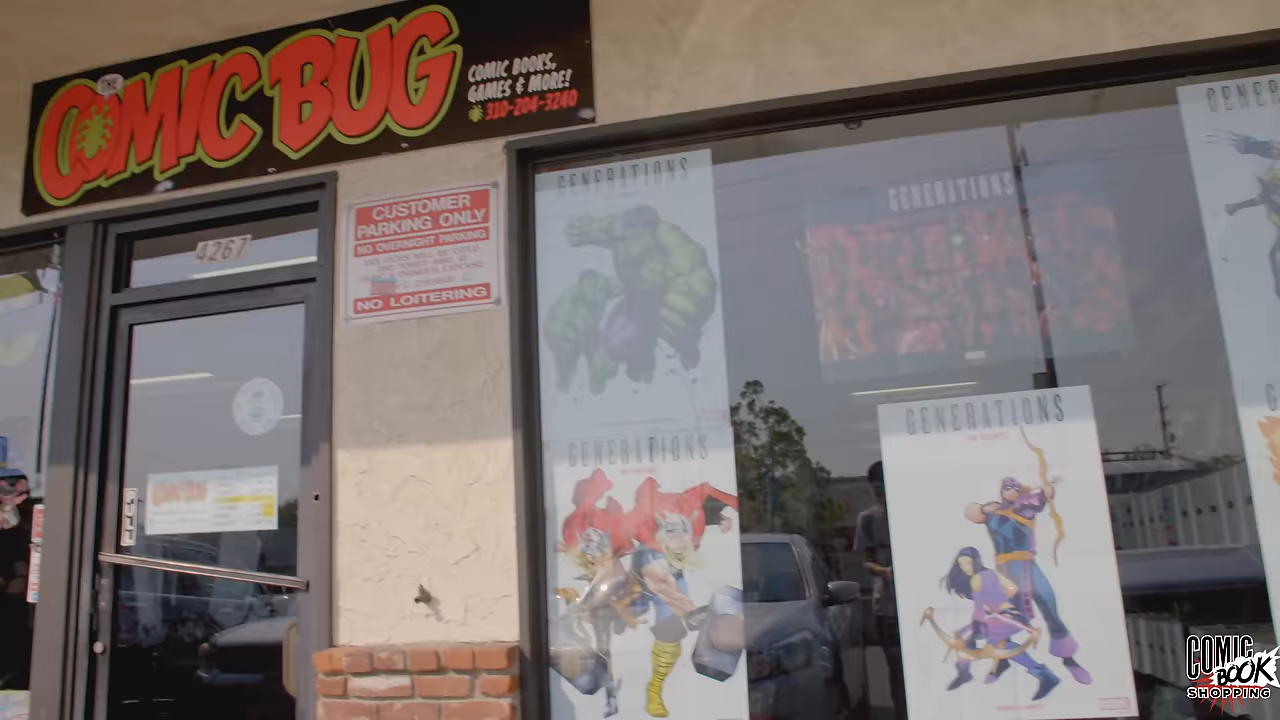 THE
COMIC BUG
COMIC BOOKS,
GAMES & MORE!
310-204-3240
4267
CUSTOMER
PARKING ONLY
NO OVERNIGHT PARKING
NO LOITERING
GENERATIONS
GENERATIONS
GENERATIONS
GENERATIONS
COMIC
BOOK
SHOPPING